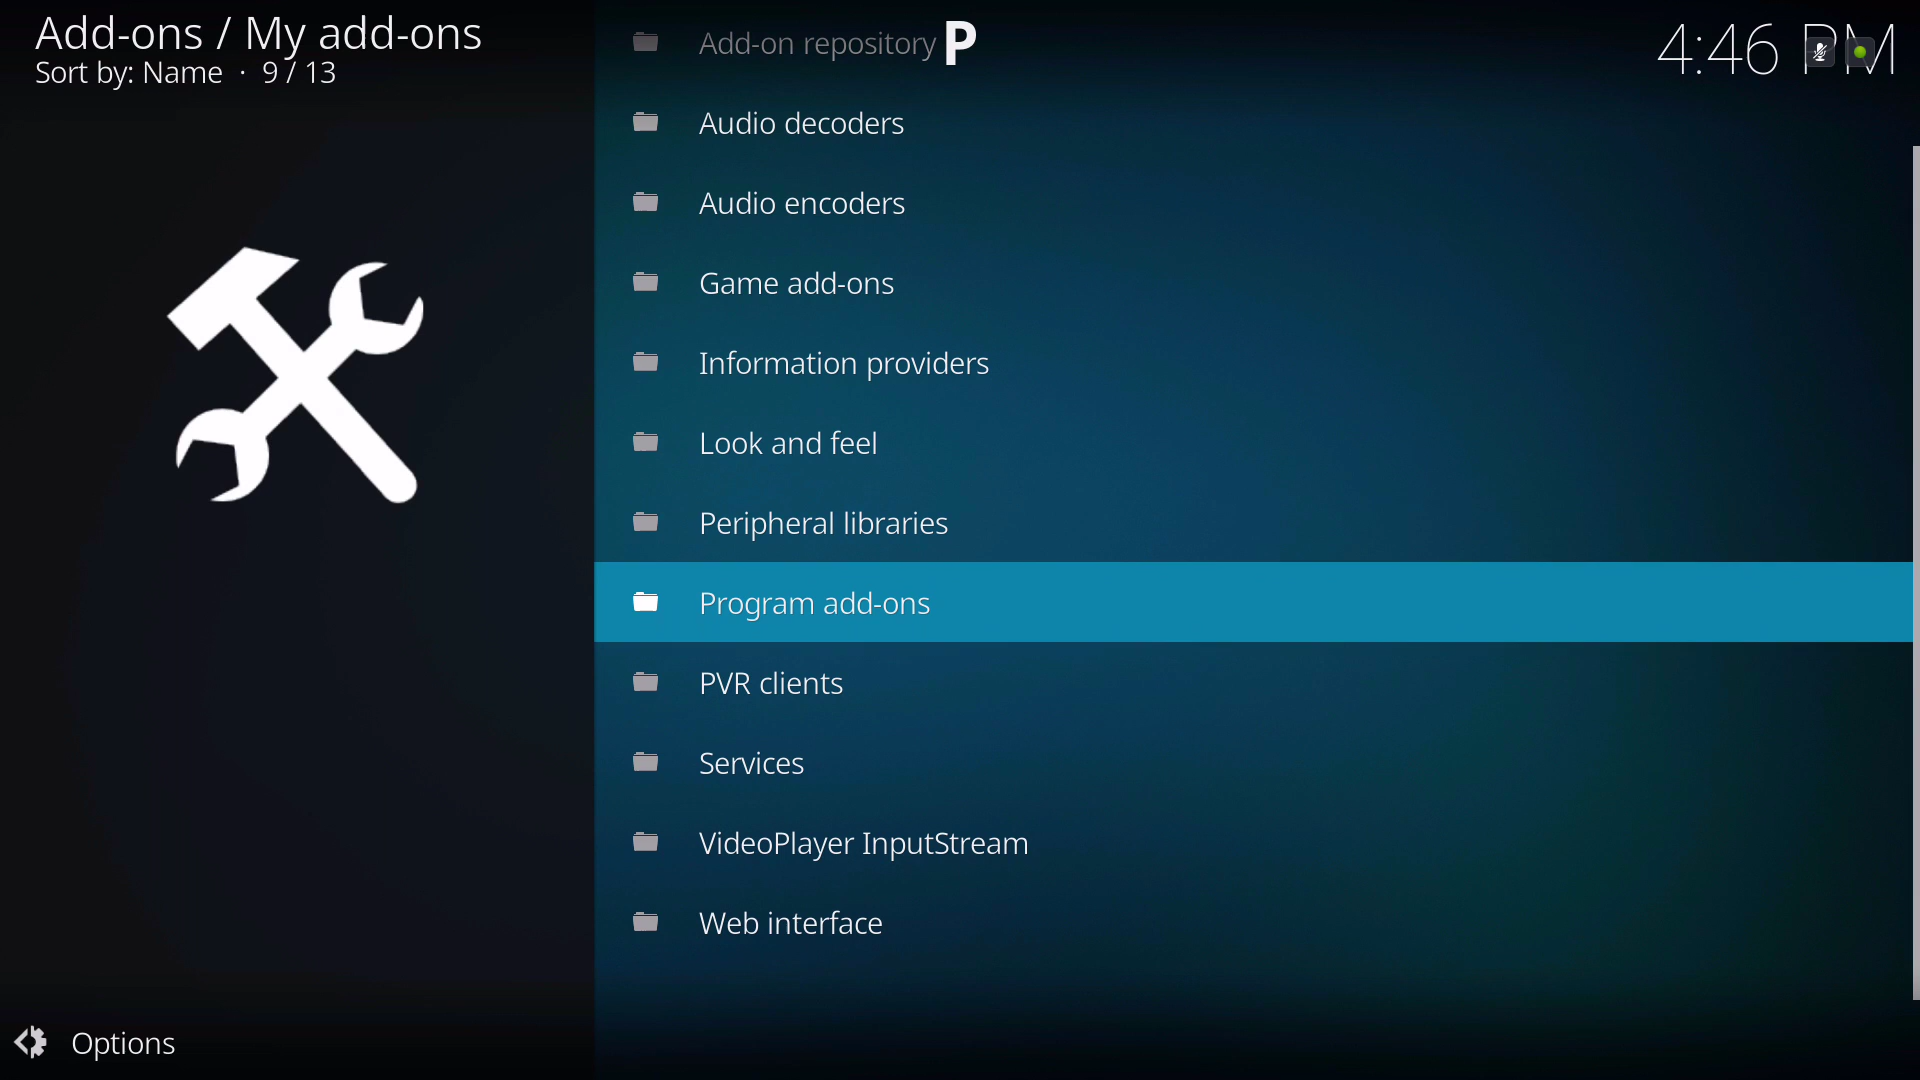 Add-ons / My add-ons
Sort by: Name · 9 / 13
4:46 PM
P
Add-on repository
Audio decoders
Audio encoders
Game add-ons
Information providers
Look and feel
Peripheral libraries
Program add-ons
PVR clients
Services
VideoPlayer InputStream
Web interface
Options